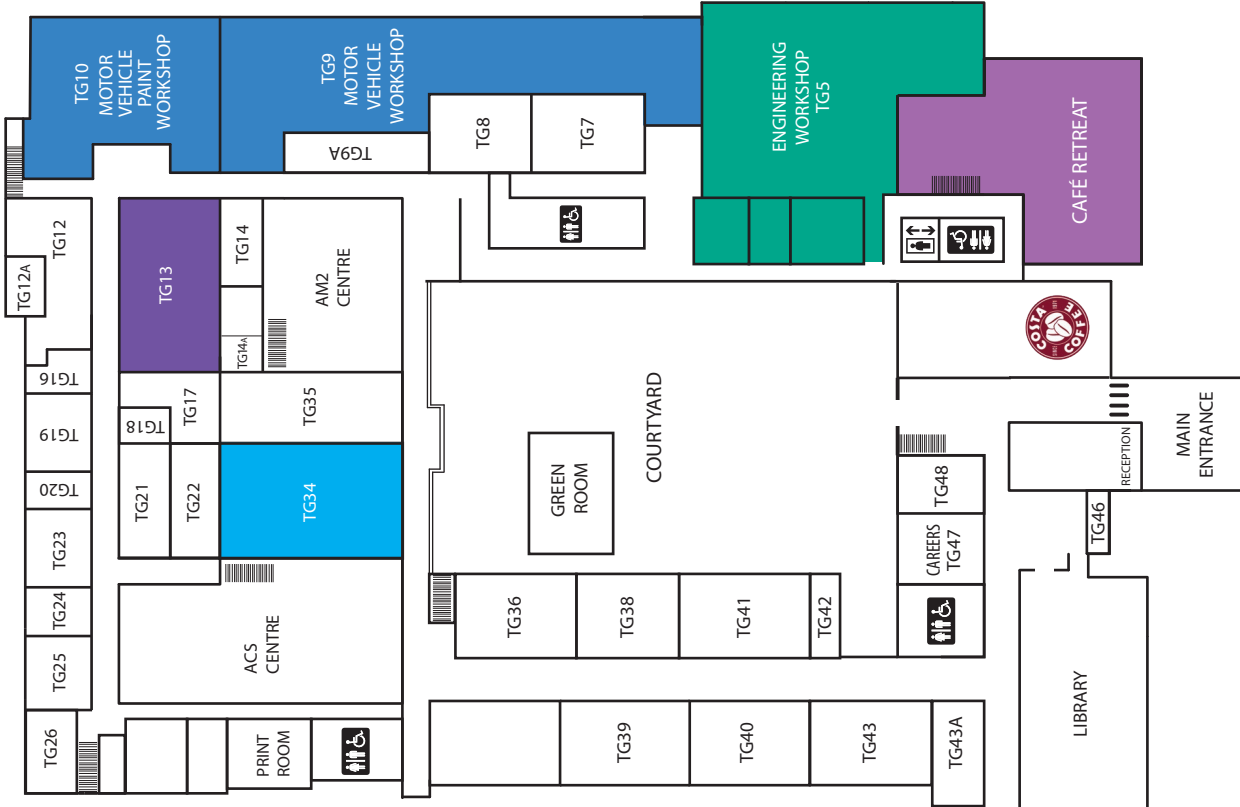 TG10
MOTOR
VEHICLE
PAINT
WORKSHOP
TG9
MOTOR
VEHICLE
WORKSHOP
ENGINEERING
WORKSHOP
TG5
CAFÉ RETREAT
TG9A
TG8
TG7
TG12
TG12A
TG13
TG14
TG14A
AM2
CENTRE
TG16
TG17
TG18
TG35
TG19
TG20
TG21
TG22
TG34
TG23
TG24
TG25
TG26
ACS
CENTRE
PRINT
ROOM
COURTYARD
GREEN
ROOM
COSTA
COFFEE
MAIN
ENTRANCE
RECEPTION
TG48
CAREERS
TG47
TG46
TG36
TG38
TG41
TG42
TG39
TG40
TG43
TG43A
LIBRARY